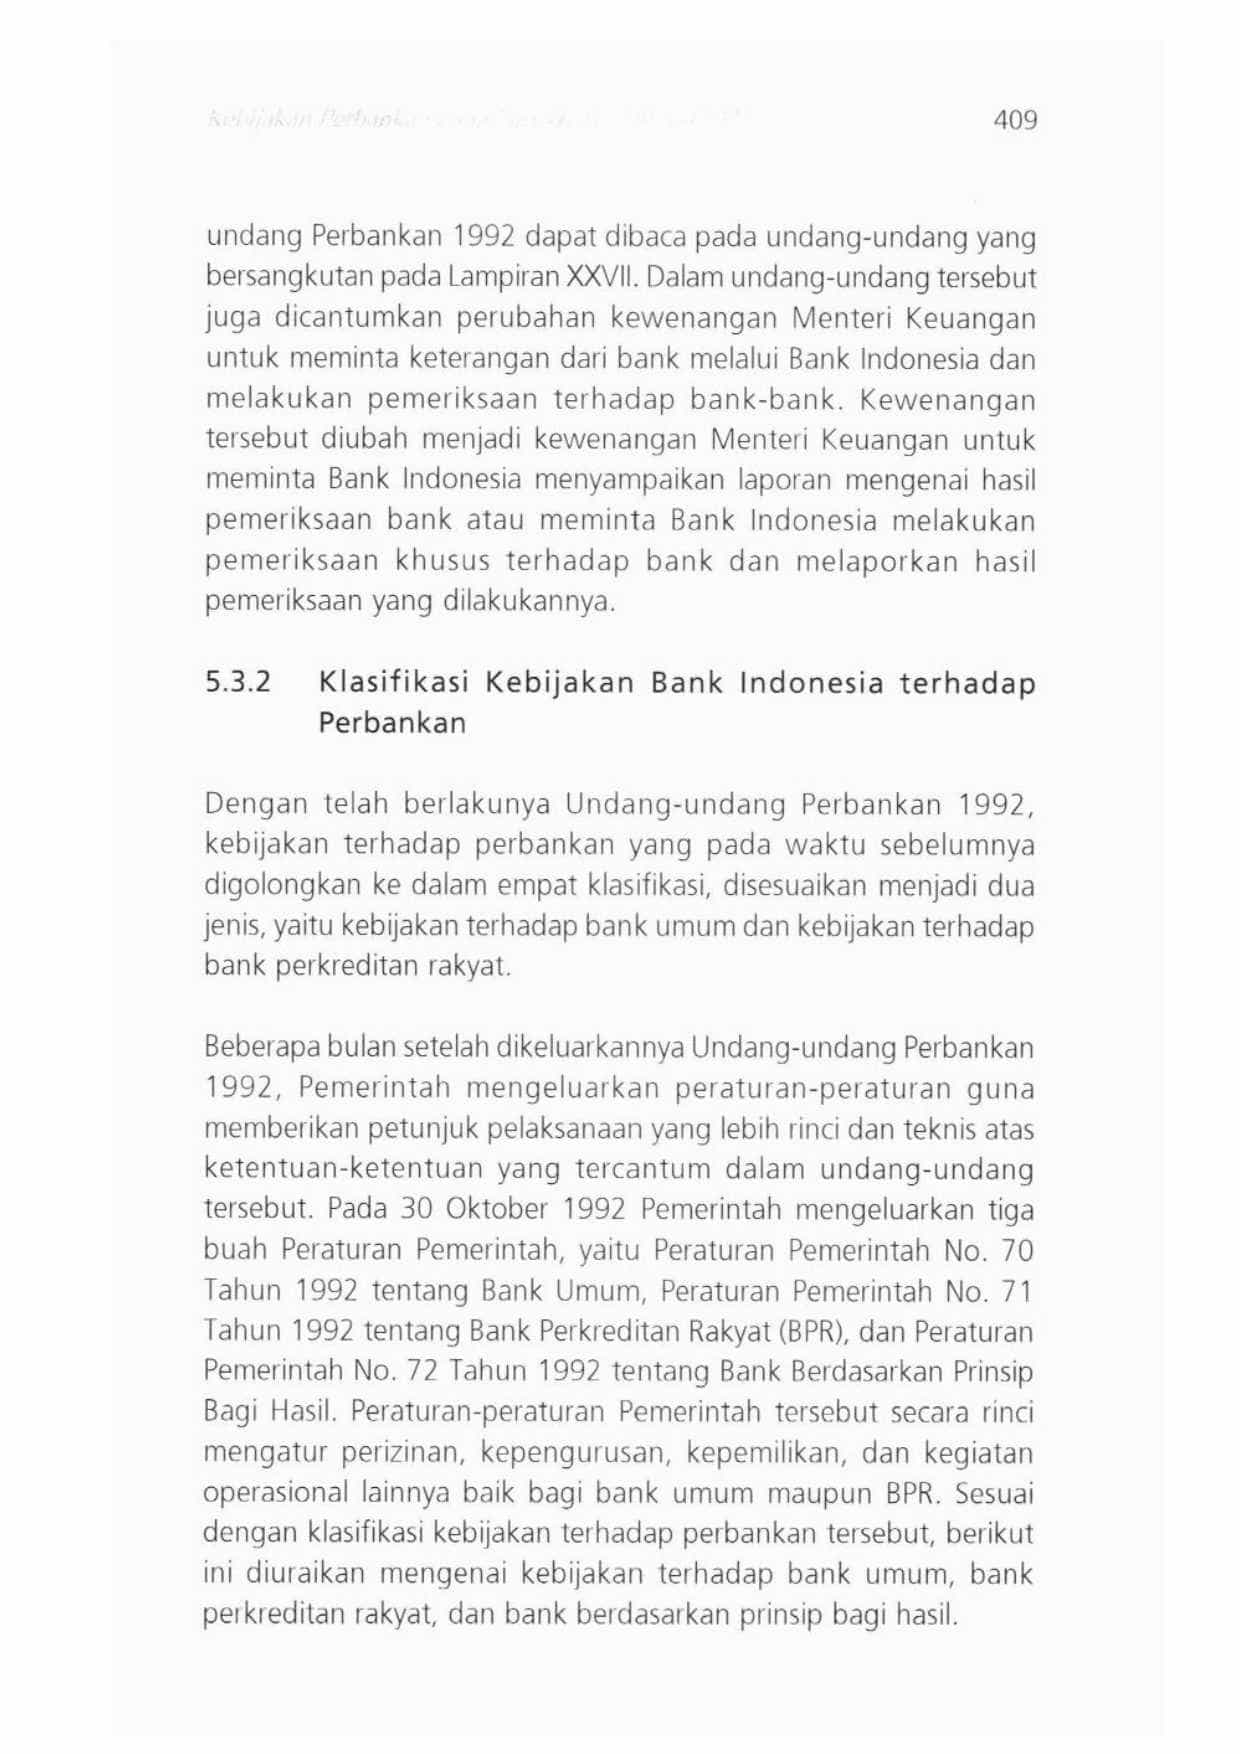 Kebijakan Perbankan
409
undang Perbankan 1992 dapat dibaca pada undang-undang yang
bersangkutan pada Lampiran XXVII. Dalam undang-undang tersebut
juga dicantumkan perubahan kewenangan Menteri Keuangan
untuk meminta keterangan dari bank melalui Bank Indonesia dan
melakukan pemeriksaan terhadap bank-bank. Kewenangan
tersebut diubah menjadi kewenangan Menteri Keuangan untuk
meminta Bank Indonesia menyampaikan laporan mengenai hasil
pemeriksaan bank atau meminta Bank Indonesia melakukan
pemeriksaan khusus terhadap bank dan melaporkan hasil
pemeriksaan yang dilakukannya.
5.3.2 Klasifikasi Kebijakan Bank Indonesia terhadap
Perbankan
Dengan telah berlakunya Undang-undang Perbankan 1992,
kebijakan terhadap perbankan yang pada waktu sebelumnya
digolongkan ke dalam empat klasifikasi, disesuaikan menjadi dua
jenis, yaitu kebijakan terhadap bank umum dan kebijakan terhadap
bank perkreditan rakyat.
Beberapa bulan setelah dikeluarkannya Undang-undang Perbankan
1992, Pemerintah mengeluarkan peraturan-peraturan guna
memberikan petunjuk pelaksanaan yang lebih rinci dan teknis atas
ketentuan-ketentuan yang tercantum dalam undang-undang
tersebut. Pada 30 Oktober 1992 Pemerintah mengeluarkan tiga
buah Peraturan Pemerintah, yaitu Peraturan Pemerintah No. 70
Tahun 1992 tentang Bank Umum, Peraturan Pemerintah No. 71
Tahun 1992 tentang Bank Perkreditan Rakyat (BPR), dan Peraturan
Pemerintah No. 72 Tahun 1992 tentang Bank Berdasarkan Prinsip
Bagi Hasil. Peraturan-peraturan Pemerintah tersebut secara rinci
mengatur perizinan, kepengurusan, kepemilikan, dan kegiatan
operasional lainnya baik bagi bank umum maupun BPR. Sesuai
dengan klasifikasi kebijakan terhadap perbankan tersebut, berikut
ini diuraikan mengenai kebijakan terhadap bank umum, bank
perkreditan rakyat, dan bank berdasarkan prinsip bagi hasil.